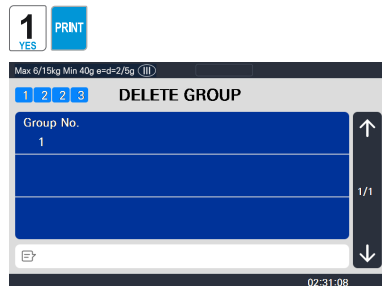 1
YES
PRINT
Max 6/15kg Min 40g e=d=2/5g III
1 2 2 3 DELETE GROUP
Group No.
1
1/1
02:31:08